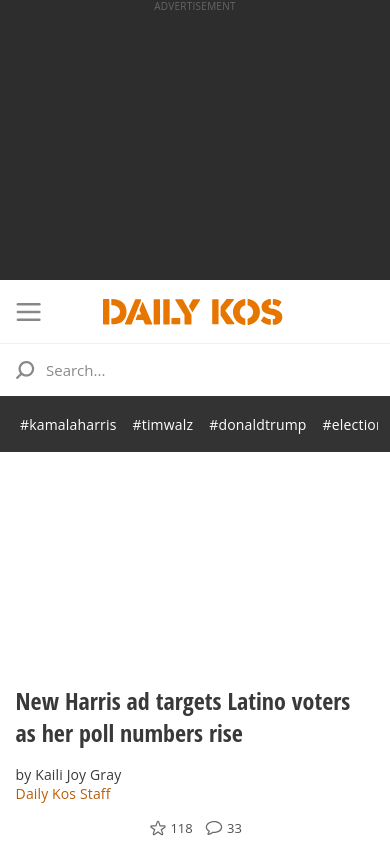 ADVERTISEMENT
DAILY KOS
Search...
#kamalaharris #timwalz #donaldtrump #election
New Harris ad targets Latino voters
as her poll numbers rise
by Kaili Joy Gray
Daily Kos Staff
118 33